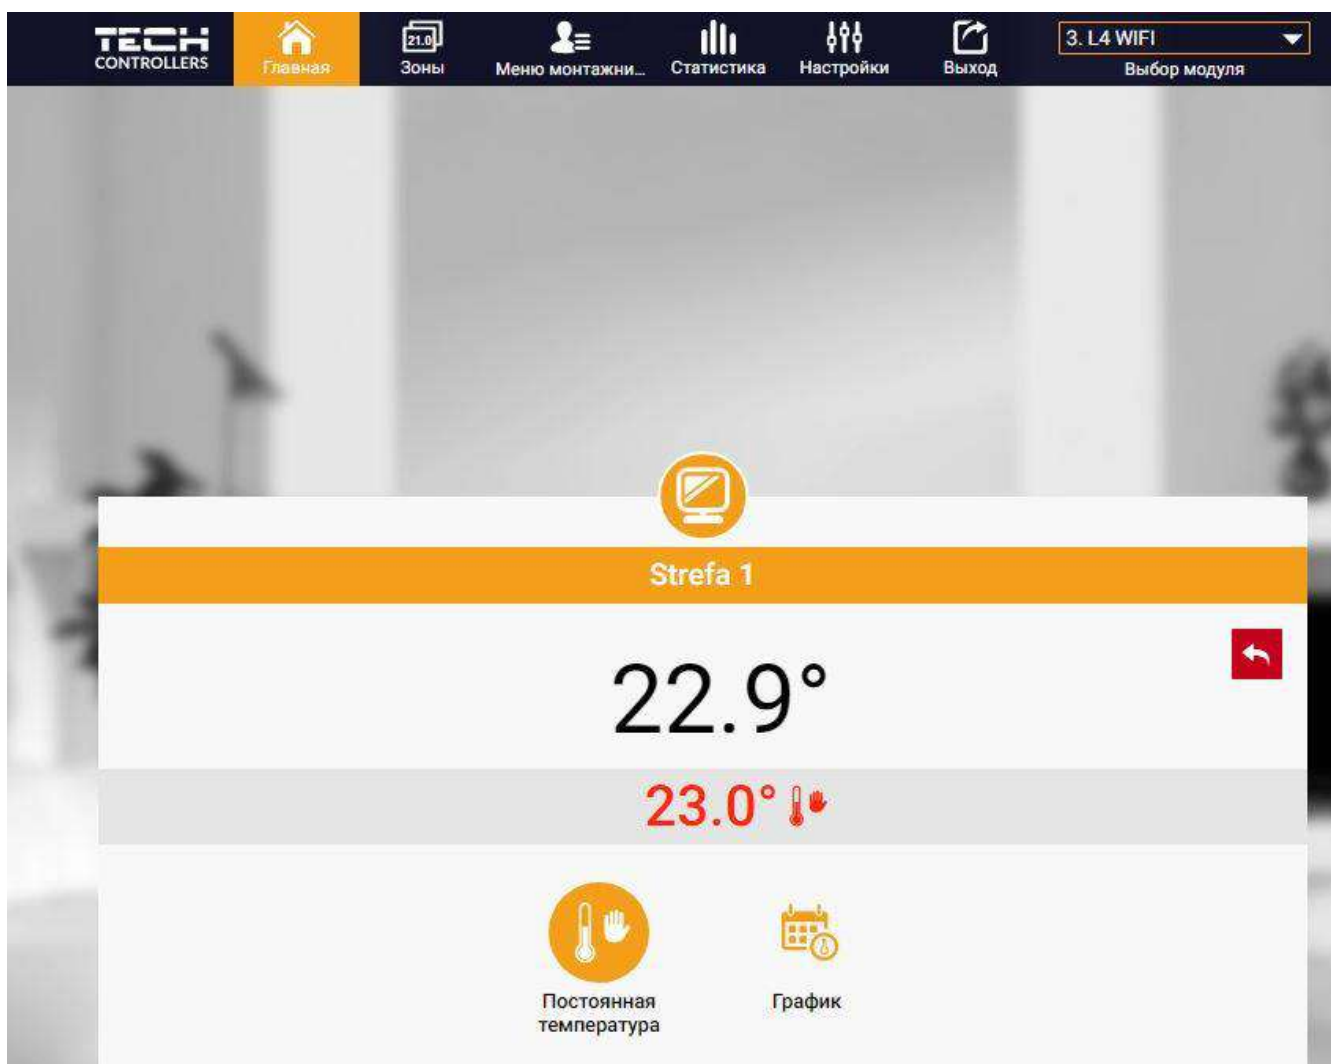 TECH
CONTROLLERS
Главная
21.0
Зоны
Меню монтажни...
Статистика
Настройки
Выход
3. L4 WIFI
Выбор модуля
Strefa 1
22.9°
23.0°
Постоянная
температура
График